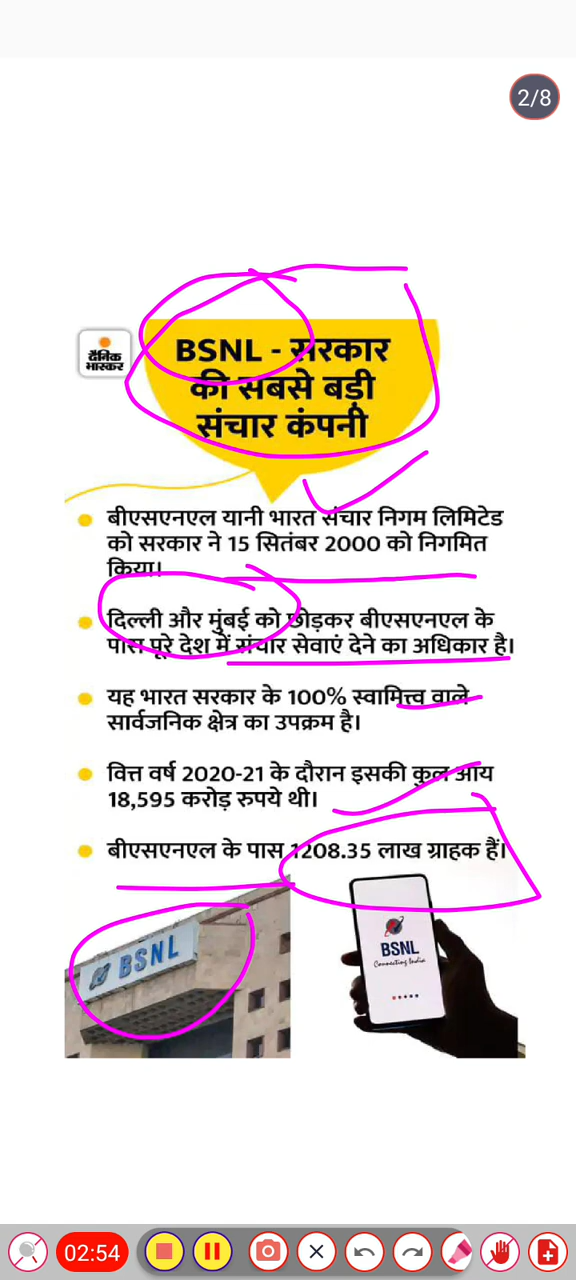 2/8
दैनिक
भास्कर
BSNL - सरकार
की सबसे बड़ी
संचार कंपनी
बीएसएनएल यानी भारत संचार निगम लिमिटेड
को सरकार ने 15 सितंबर 2000 को निगमित
किया।
दिल्ली और मुंबई को छोड़कर बीएसएनएल के
पास पूरे देश में संचार सेवाएं देने का अधिकार है।
यह भारत सरकार के 100% स्वामित्त्व वाले
सार्वजनिक क्षेत्र का उपक्रम है।
वित्त वर्ष 2020-21 के दौरान इसकी कुल आय
18,595 करोड़ रुपये थी।
बीएसएनएल के पास 1208.35 लाख ग्राहक हैं।
BSNL
BSNL
Connecting India
02:54